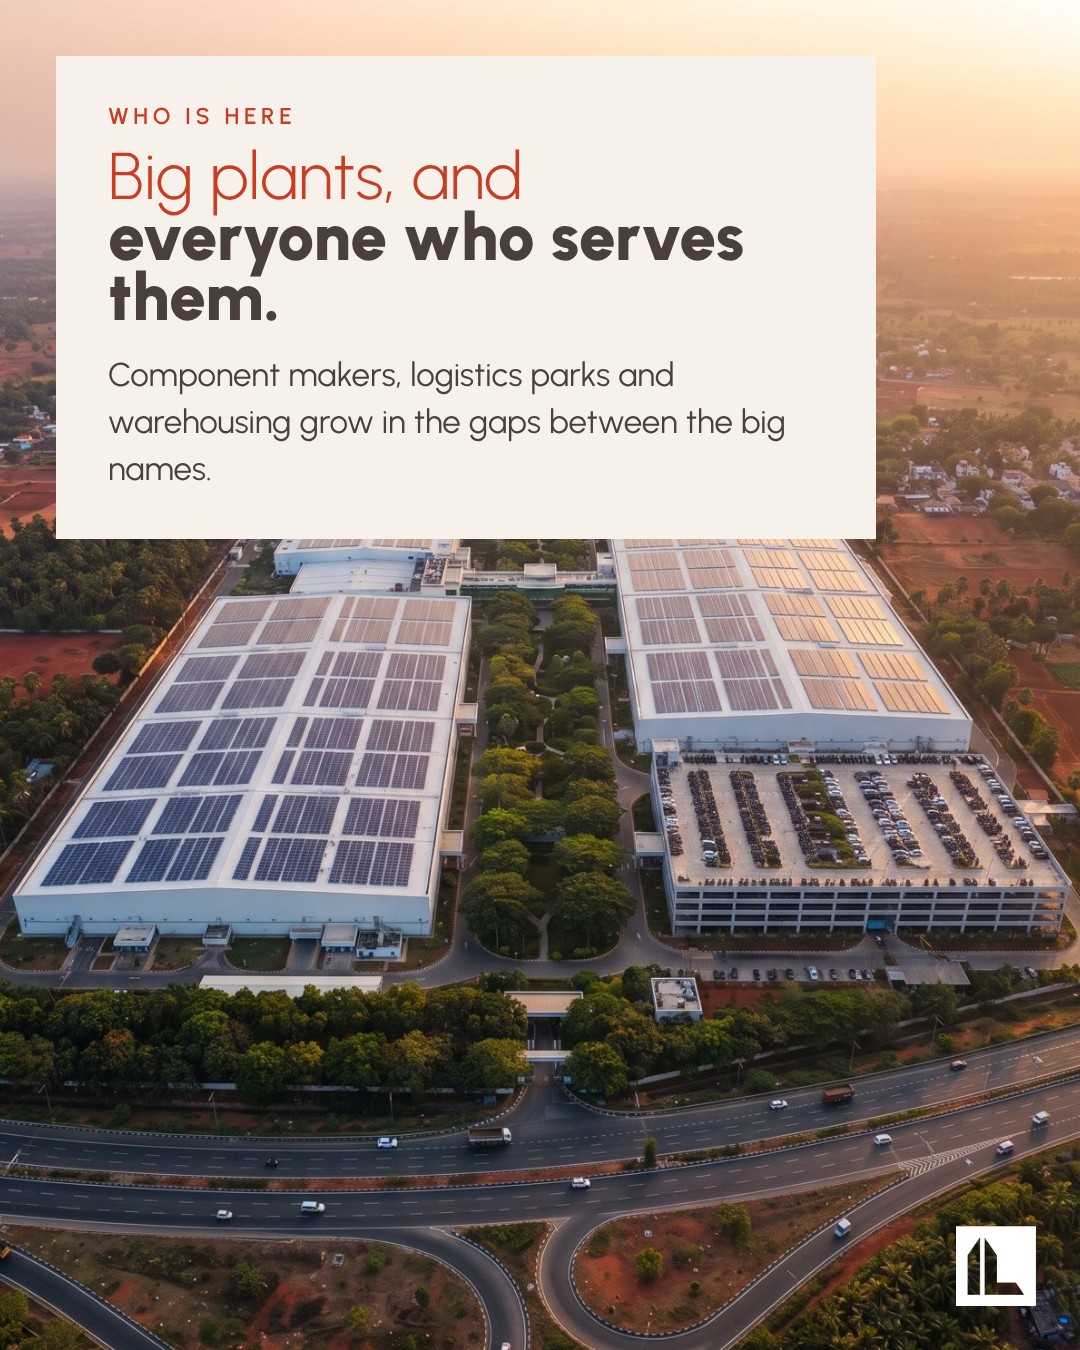 WHO IS HERE
Big plants, and
everyone who serves
them.
Component makers, logistics parks and
warehousing grow in the gaps between the big
names.